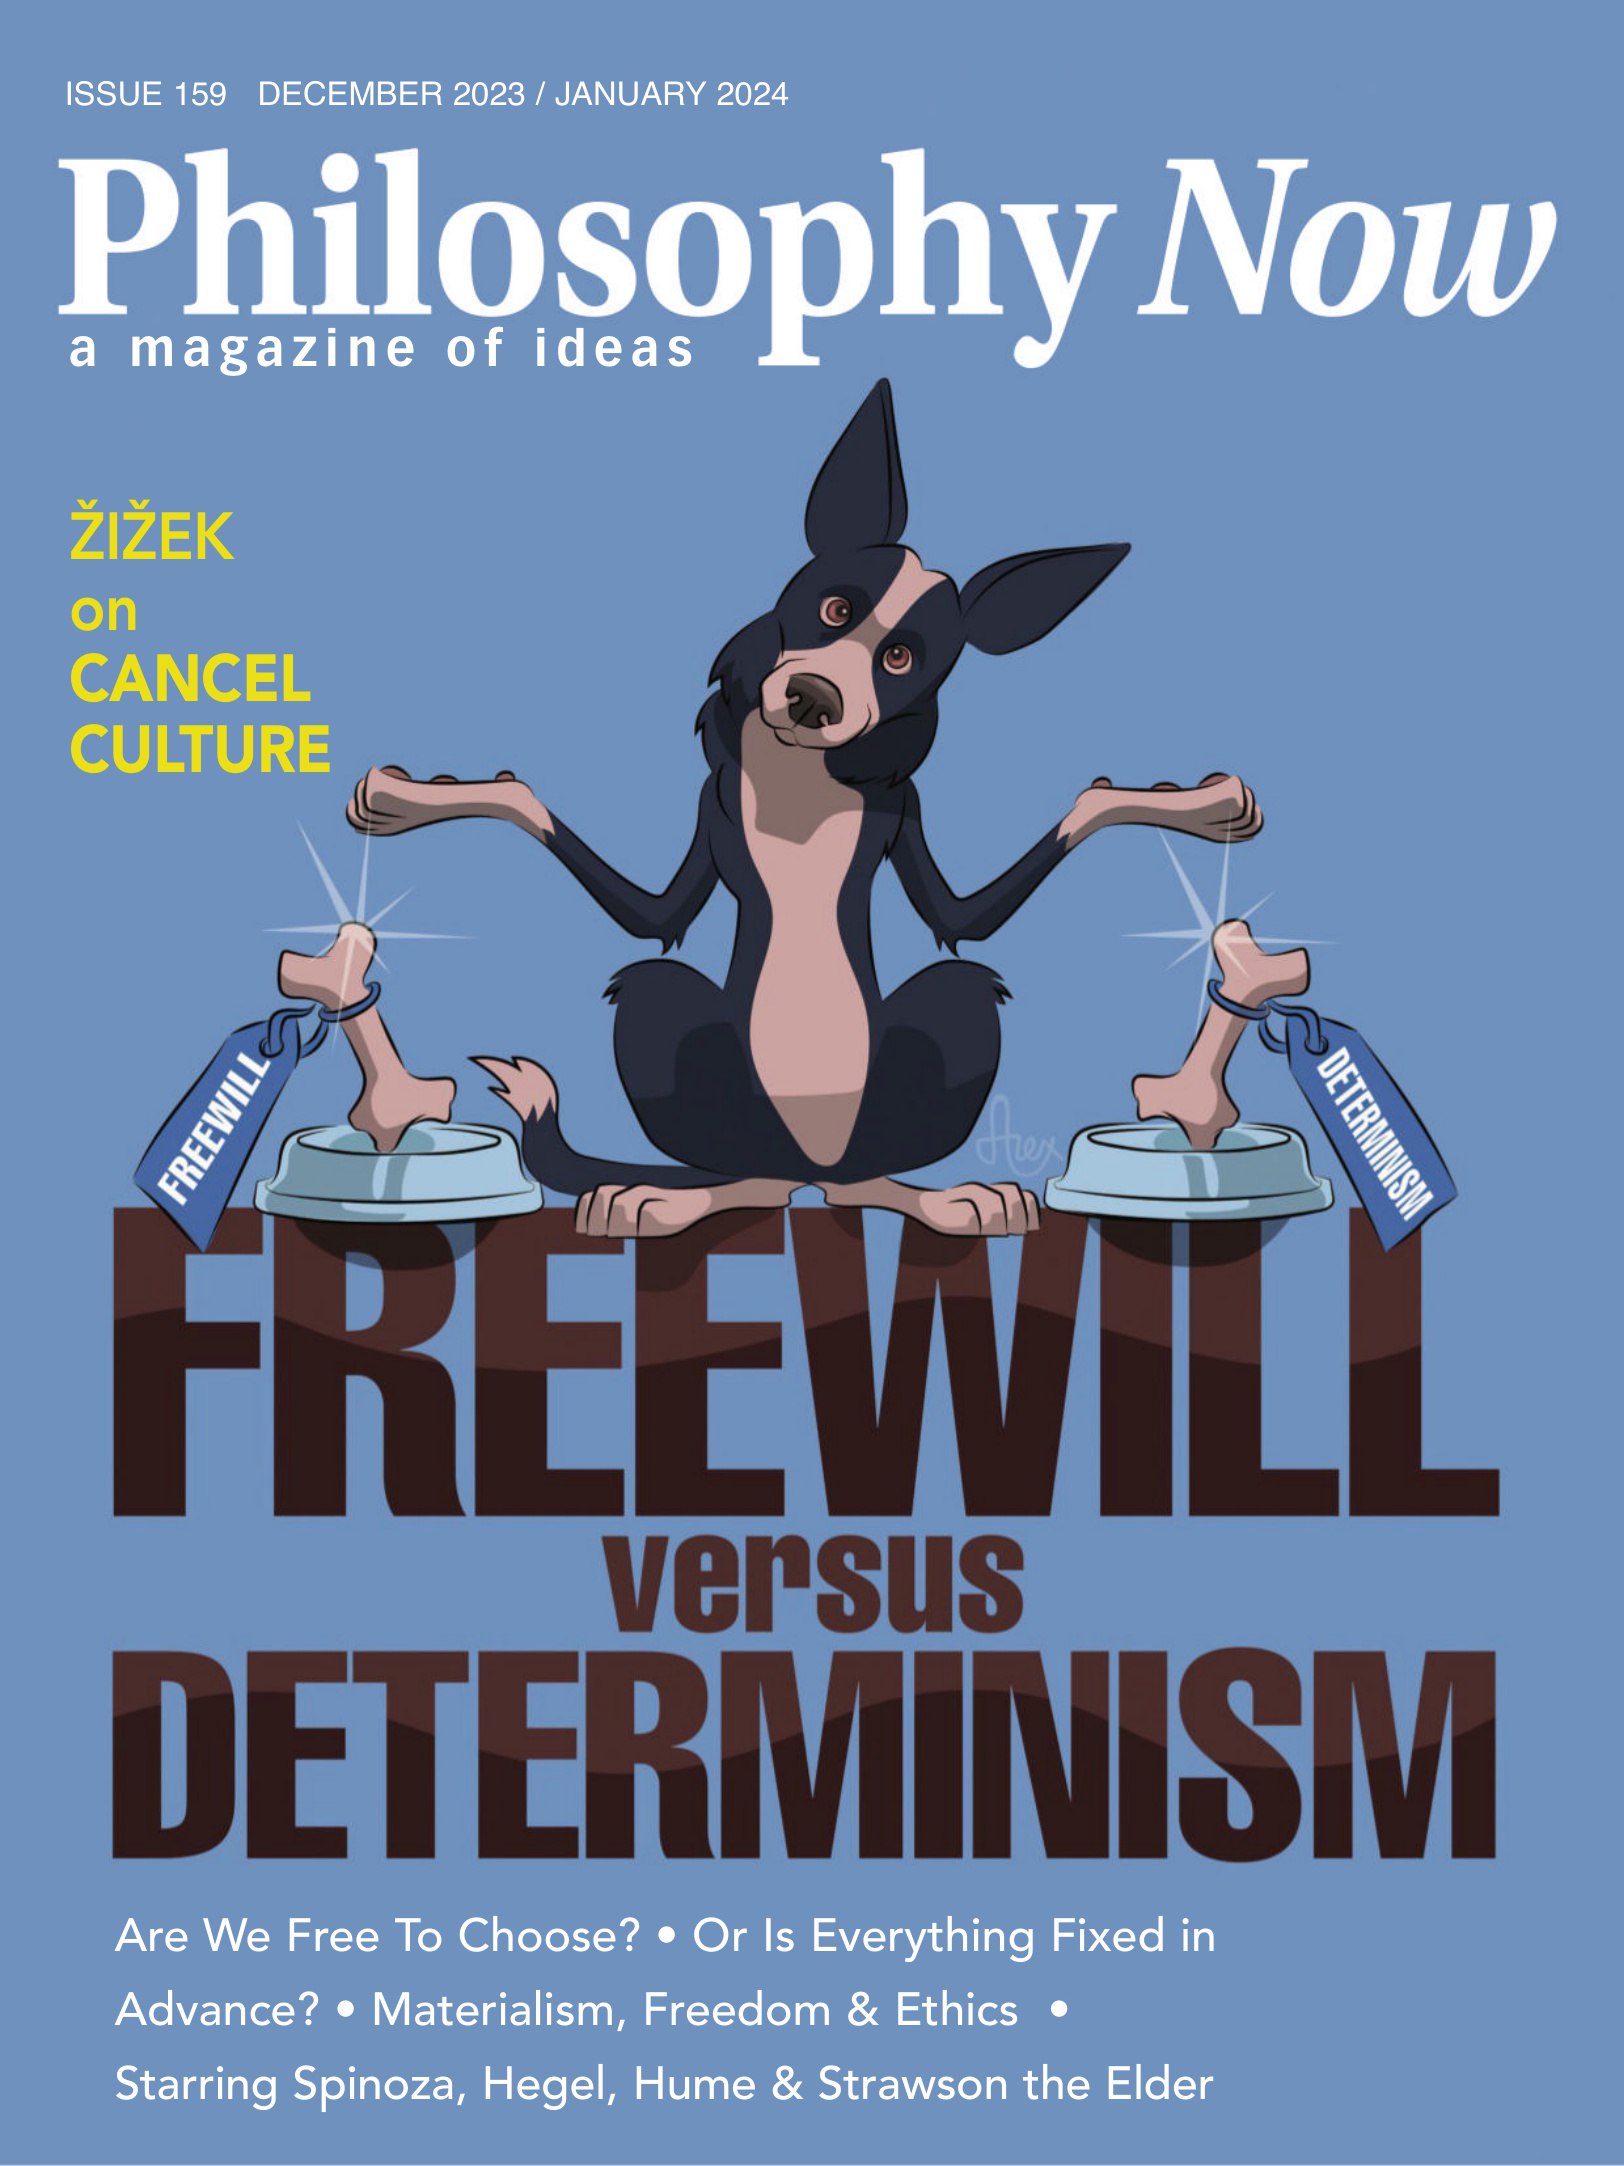 ISSUE 159 DECEMBER 2023 / JANUARY 2024
Philosophy Now
a magazine of ideas
ŽIŽEK
on
CANCEL
CULTURE
FREEWILL
DETERMINISM
Alex
FREEWILL
versus
DETERMINISM
Are We Free To Choose? • Or Is Everything Fixed in
Advance? • Materialism, Freedom & Ethics •
Starring Spinoza, Hegel, Hume & Strawson the Elder